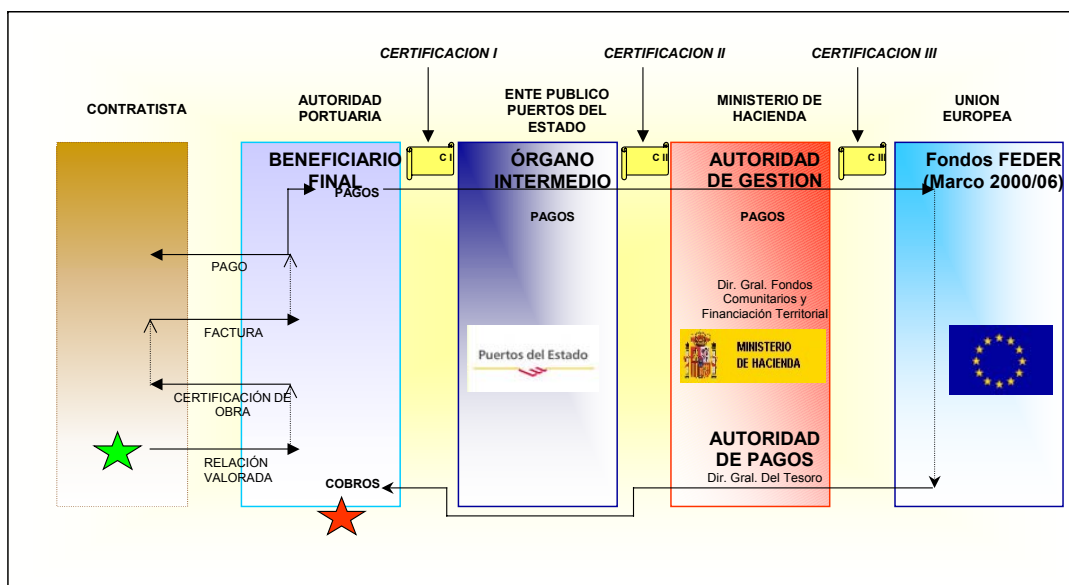 CERTIFICACION I
CERTIFICACION II
CERTIFICACION III
CONTRATISTA
AUTORIDAD
PORTUARIA
ENTE PUBLICO
PUERTOS DEL
ESTADO
MINISTERIO DE
HACIENDA
UNION
EUROPEA
C I
C II
C III
BENEFICIARIO
FINAL
PAGOS
ÓRGANO
INTERMEDIO
PAGOS
AUTORIDAD
DE GESTION
PAGOS
Fondos FEDER
(Marco 2000/06)
PAGO
FACTURA
CERTIFICACIÓN DE
OBRA
RELACIÓN
VALORADA
COBROS
Puertos del Estado
Dir. Gral. Fondos
Comunitarios y
Financiación Territorial
MINISTERIO
DE HACIENDA
AUTORIDAD
DE PAGOS
Dir. Gral. Del Tesoro